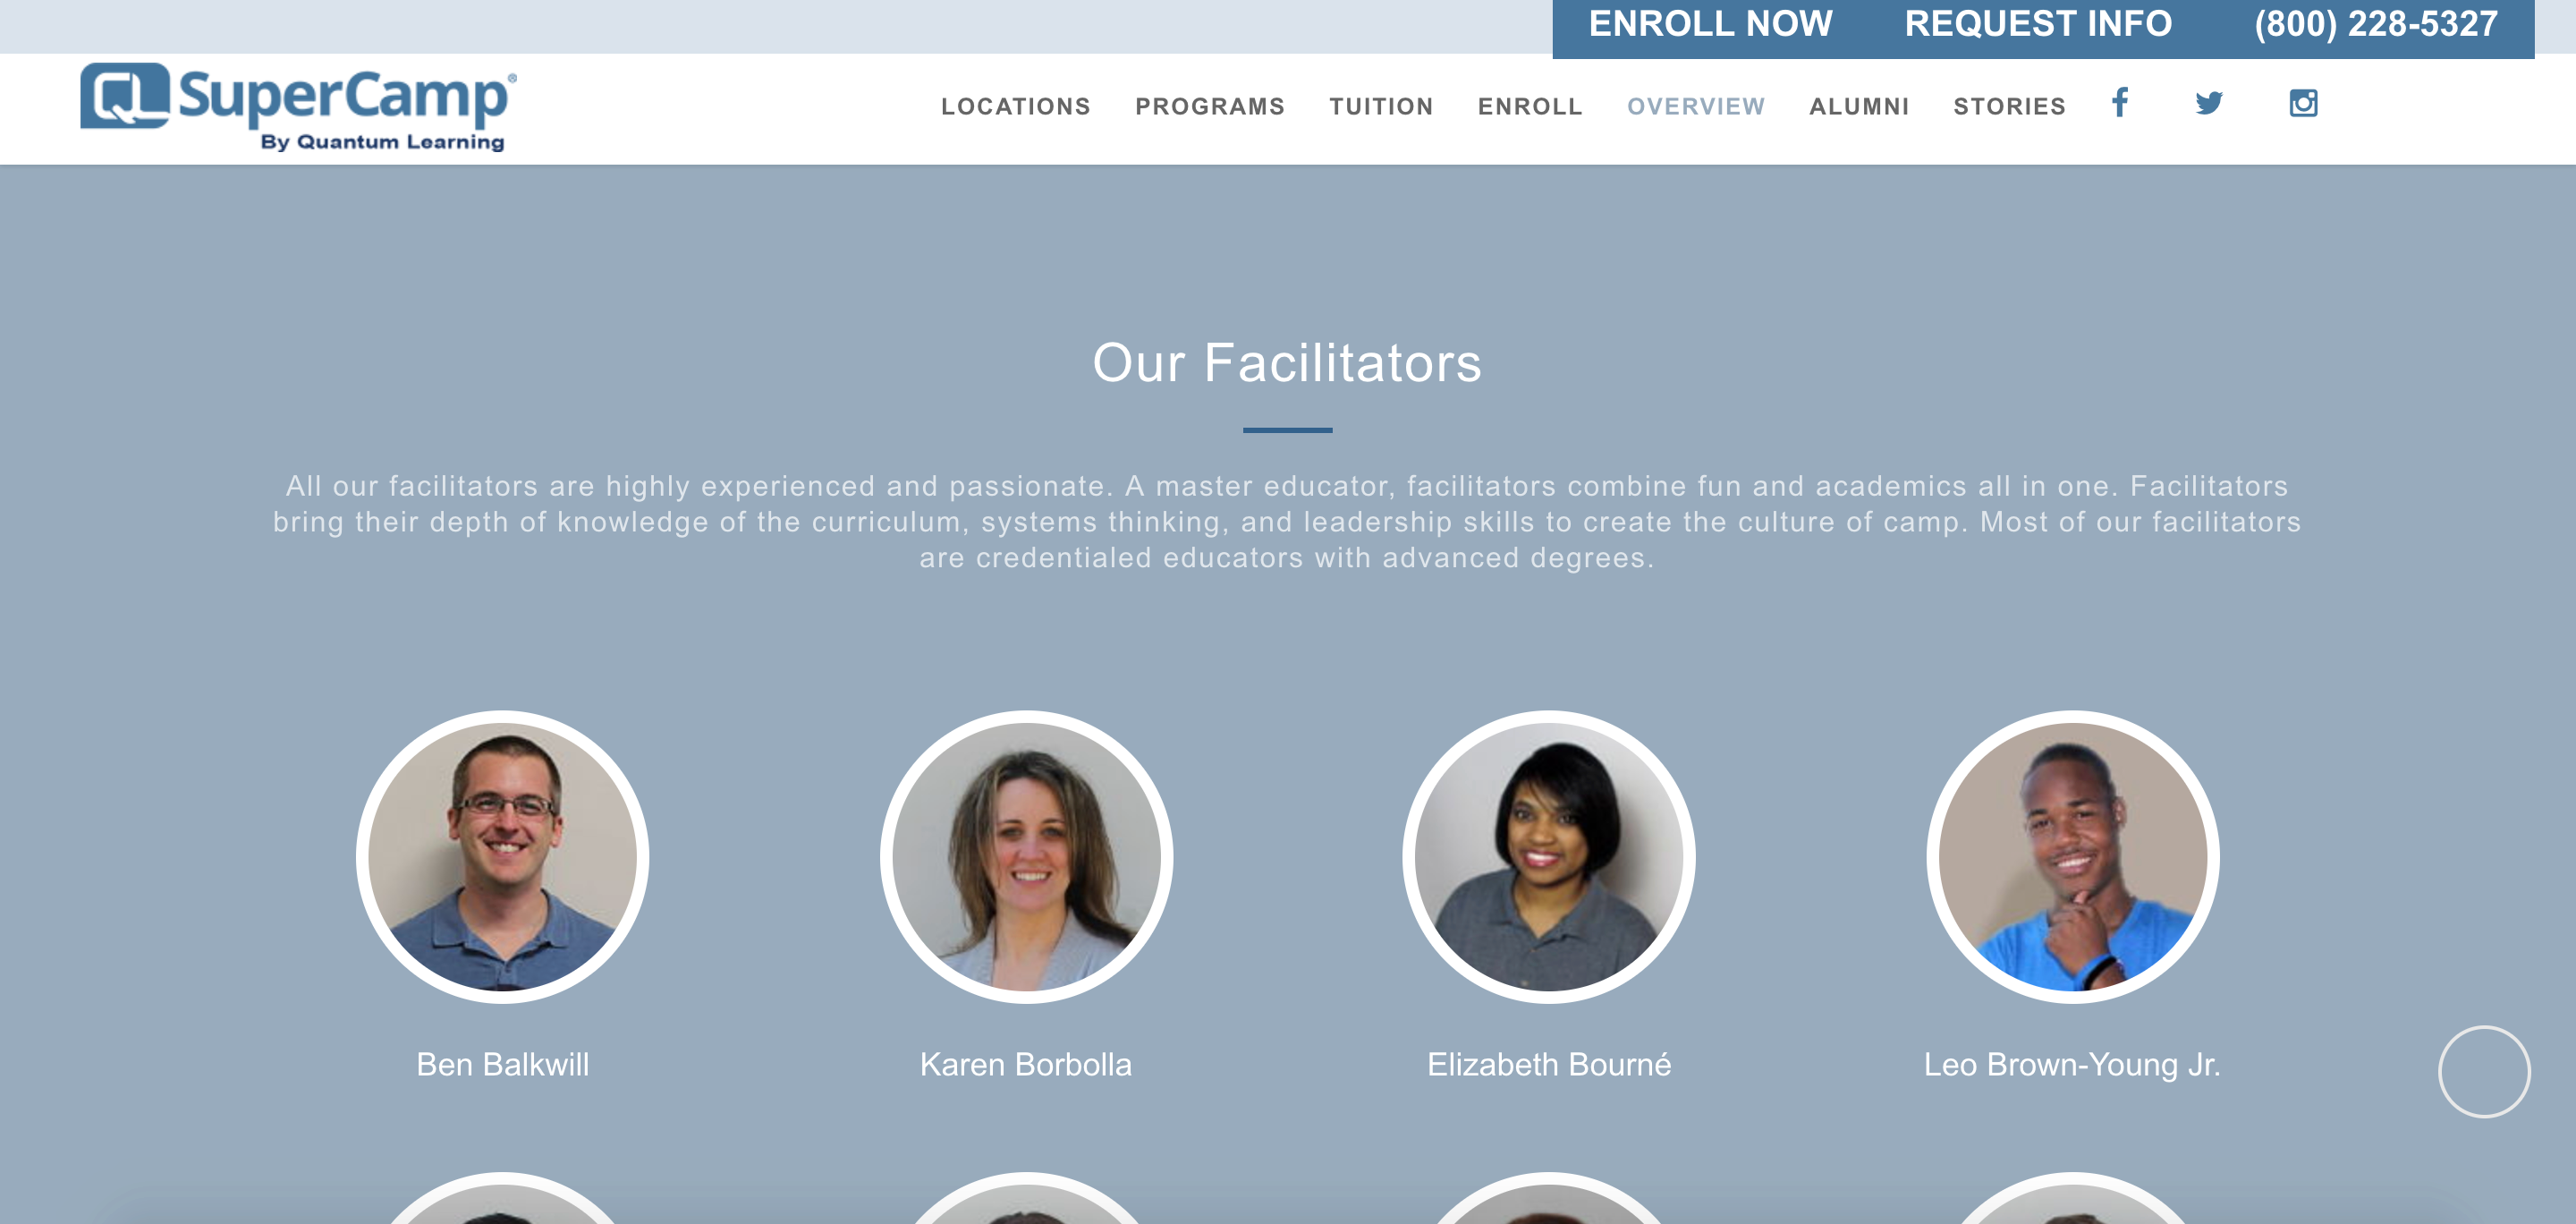 ENROLL NOW REQUEST INFO (800) 228-5327
QL SuperCamp®
By Quantum Learning
LOCATIONS PROGRAMS TUITION ENROLL OVERVIEW ALUMNI STORIES
Our Facilitators
All our facilitators are highly experienced and passionate. A master educator, facilitators combine fun and academics all in one. Facilitators
bring their depth of knowledge of the curriculum, systems thinking, and leadership skills to create the culture of camp. Most of our facilitators
are credentialed educators with advanced degrees.
Ben Balkwill
Karen Borbolla
Elizabeth Bourné
Leo Brown-Young Jr.